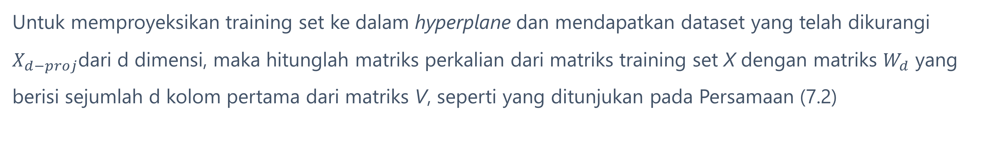 Untuk memproyeksikan training set ke dalam hyperplane dan mendapatkan dataset yang telah dikurangi
X_{d−proj} dari d dimensi, maka hitunglah matriks perkalian dari matriks training set X dengan matriks W_d yang
berisi sejumlah d kolom pertama dari matriks V, seperti yang ditunjukan pada Persamaan (7.2)